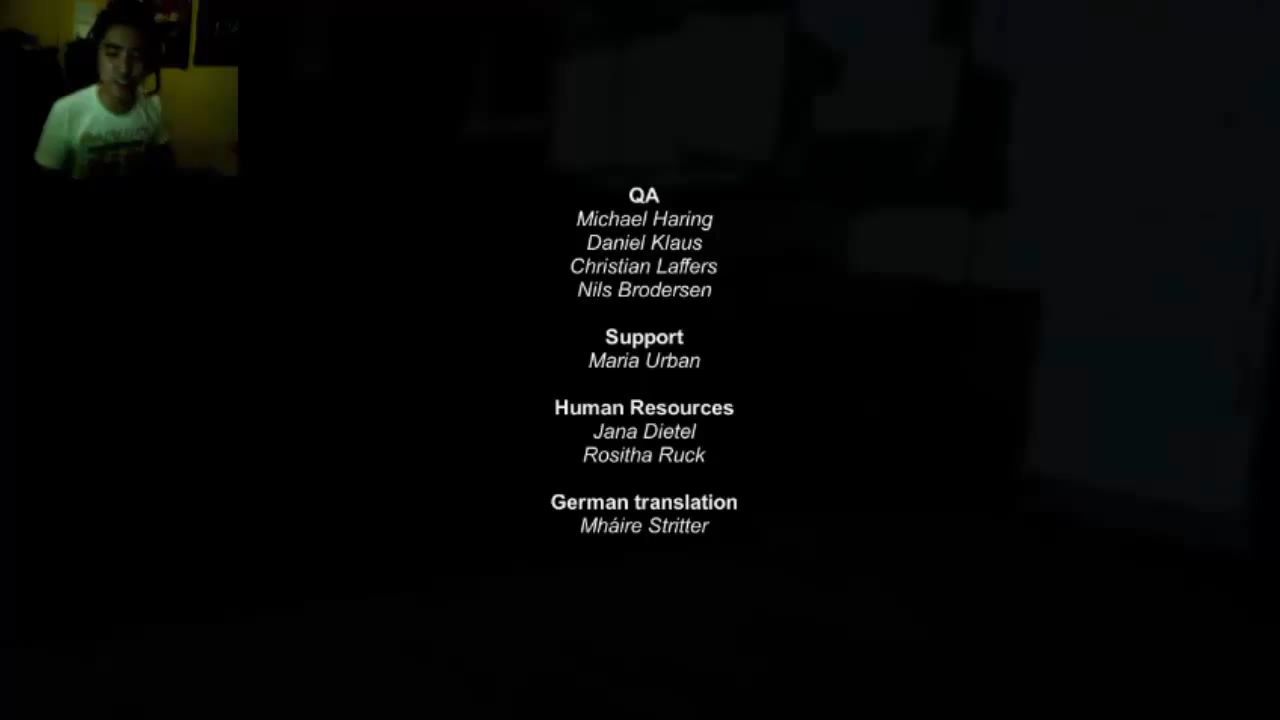 QA
Michael Haring
Daniel Klaus
Christian Laffers
Nils Brodersen
Support
Maria Urban
Human Resources
Jana Dietel
Rositha Ruck
German translation
Mháire Stritter